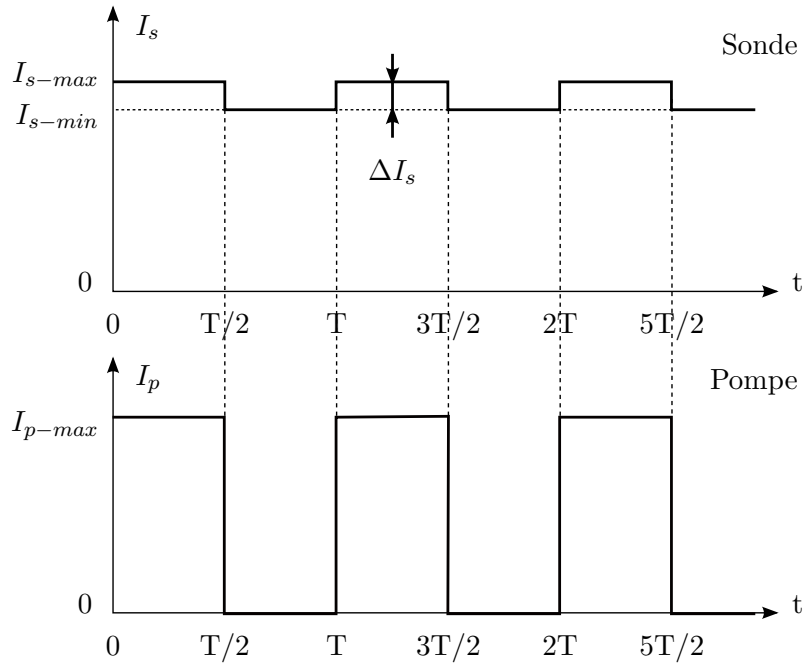 I_s
Sonde
I_{s-max}
I_{s-min}
ΔI_s
0
t
0 T/2 T 3T/2 2T 5T/2
I_p
Pompe
I_{p-max}
0
t
0 T/2 T 3T/2 2T 5T/2